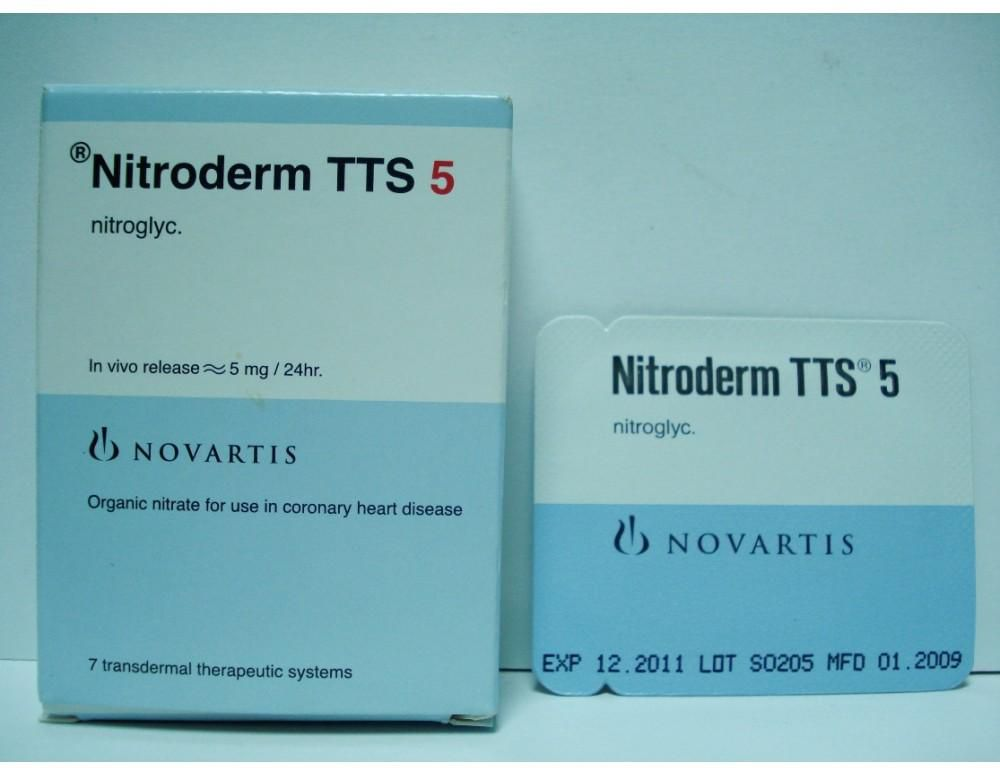 ®Nitroderm TTS 5
nitroglyc.
In vivo release ≈ 5 mg / 24hr.
NOVARTIS
Organic nitrate for use in coronary heart disease
7 transdermal therapeutic systems
Nitroderm TTS® 5
nitroglyc.
NOVARTIS
EXP 12.2011 LOT S0205 MFD 01.2009